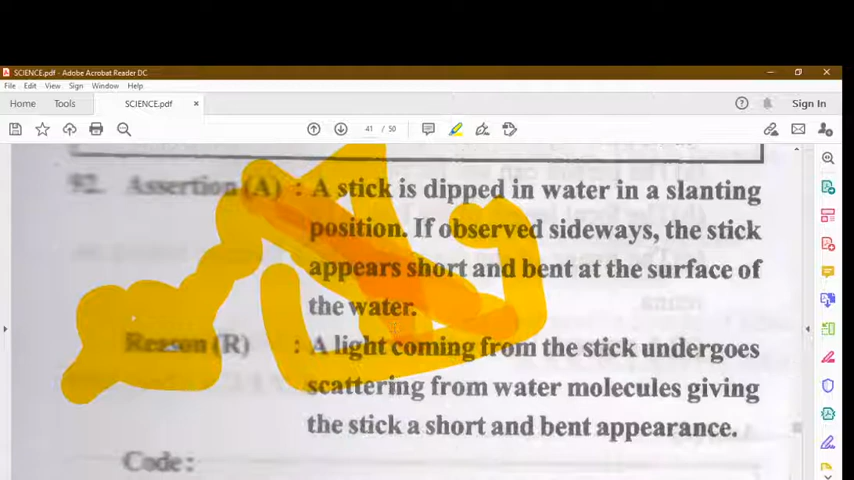 SCIENCE.pdf - Adobe Acrobat Reader DC
File Edit View Sign Window Help
Home Tools SCIENCE.pdf × Sign In
41 / 50
92. Assertion (A) : A stick is dipped in water in a slanting
position. If observed sideways, the stick
appears short and bent at the surface of
the water.
Reason (R) : A light coming from the stick undergoes
scattering from water molecules giving
the stick a short and bent appearance.
Code: